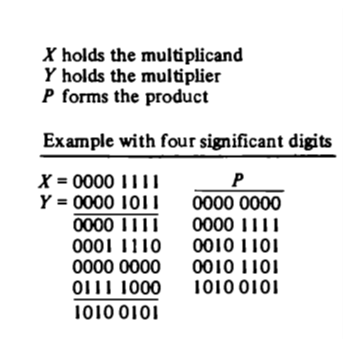 X holds the multiplicand
Y holds the multiplier
P forms the product
Example with four significant digits
X = 0000 1111 P
Y = 0000 1011 0000 0000
0000 1111 0000 1111
0001 1110 0010 1101
0000 0000 0010 1101
0111 1000 1010 0101
1010 0101